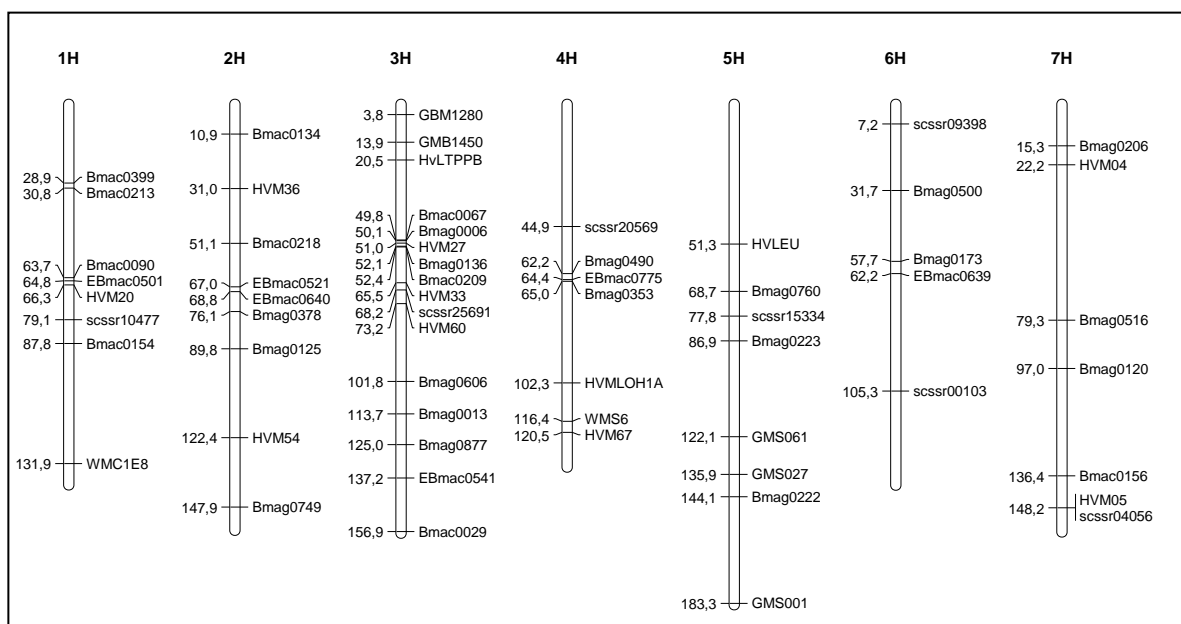 1H
28,9 Bmac0399
30,8 Bmac0213
63,7 Bmac0090
64,8 EBmac0501
66,3 HVM20
79,1 scssr10477
87,8 Bmac0154
131,9 WMC1E8
2H
10,9 Bmac0134
31,0 HVM36
51,1 Bmac0218
67,0 EBmac0521
68,8 EBmac0640
76,1 Bmag0378
89,8 Bmag0125
122,4 HVM54
147,9 Bmag0749
3H
3,8 GBM1280
13,9 GMB1450
20,5 HvLTPPB
49,8 Bmac0067
50,1 Bmag0006
51,0 HVM27
52,1 Bmag0136
52,4 Bmac0209
65,5 HVM33
68,2 scssr25691
73,2 HVM60
101,8 Bmag0606
113,7 Bmag0013
125,0 Bmag0877
137,2 EBmac0541
156,9 Bmac0029
4H
44,9 scssr20569
62,2 Bmag0490
64,4 EBmac0775
65,0 Bmag0353
102,3 HVMLOH1A
116,4 WMS6
120,5 HVM67
5H
51,3 HVLEU
68,7 Bmag0760
77,8 scssr15334
86,9 Bmag0223
122,1 GMS061
135,9 GMS027
144,1 Bmag0222
183,3 GMS001
6H
7,2 scssr09398
31,7 Bmag0500
57,7 Bmag0173
62,2 EBmac0639
105,3 scssr00103
7H
15,3 Bmag0206
22,2 HVM04
79,3 Bmag0516
97,0 Bmag0120
136,4 Bmac0156
148,2 HVM05
scssr04056